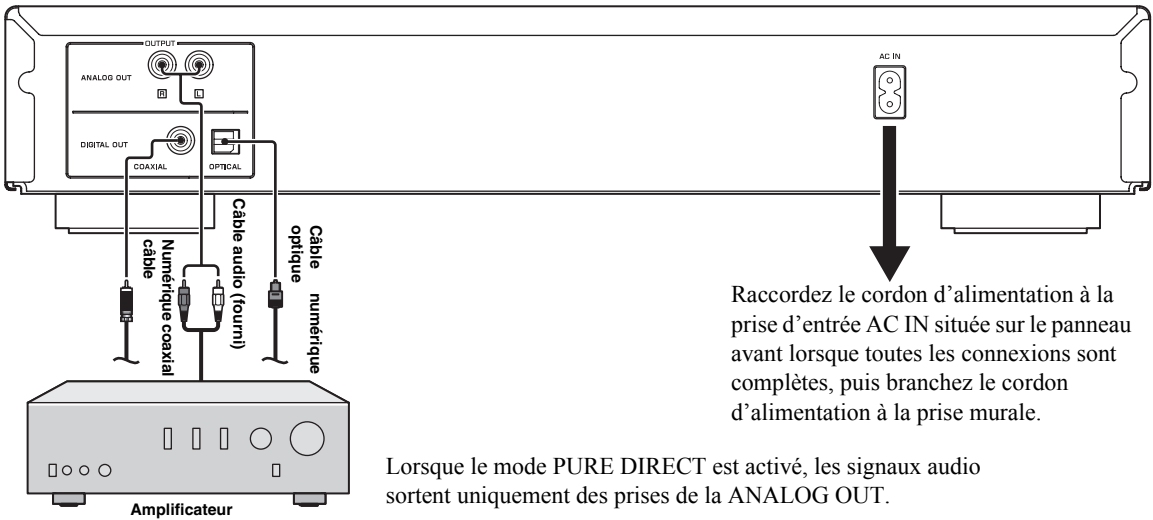 OUTPUT
ANALOG OUT
R
L
DIGITAL OUT
COAXIAL
OPTICAL
AC IN
Numérique coaxial
câble
Câble audio (fourni)
Câble numérique
optique
Amplificateur
Raccordez le cordon d’alimentation à la
prise d’entrée AC IN située sur le panneau
avant lorsque toutes les connexions sont
complètes, puis branchez le cordon
d’alimentation à la prise murale.
Lorsque le mode PURE DIRECT est activé, les signaux audio
sortent uniquement des prises de la ANALOG OUT.